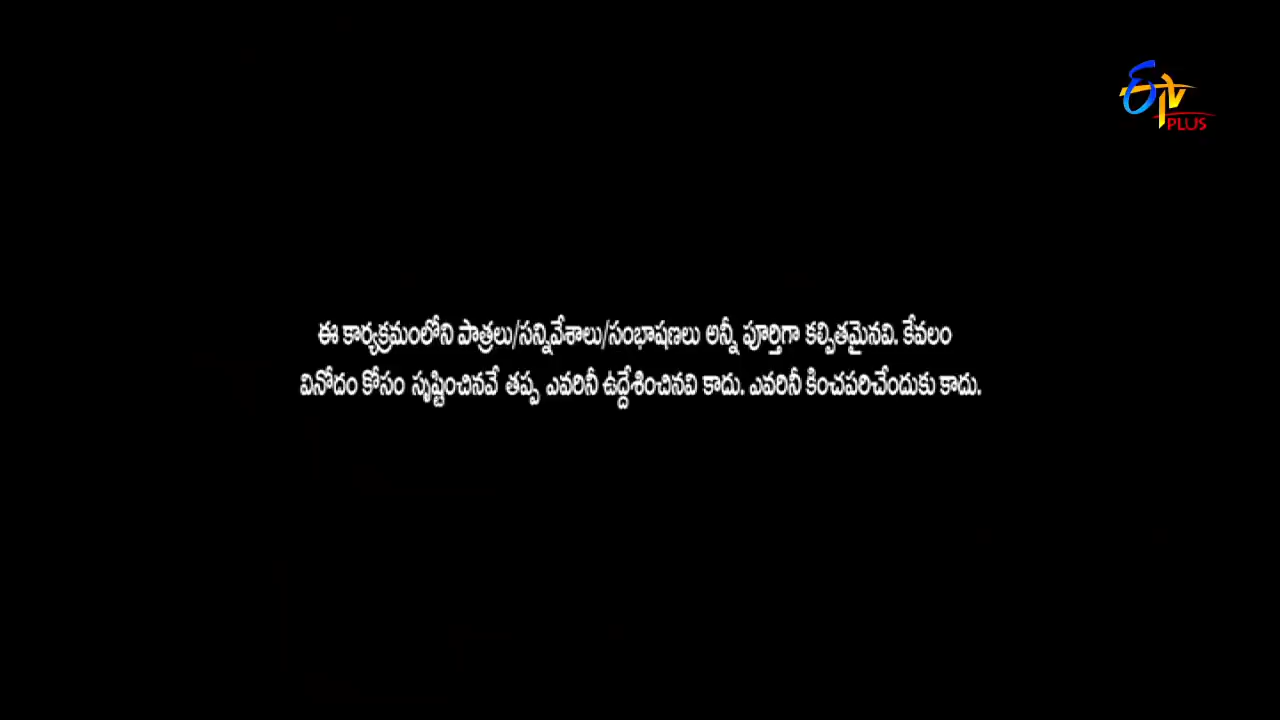 ETV
PLUS
ఈ కార్యక్రమంలోని పాత్రలు/సన్నివేశాలు/సంభాషణలు అన్నీ పూర్తిగా కల్పితమైనవి. కేవలం
వినోదం కోసం సృష్టించినవే తప్ప ఎవరినీ ఉద్దేశించినవి కాదు. ఎవరినీ కించపరిచేందుకు కాదు.